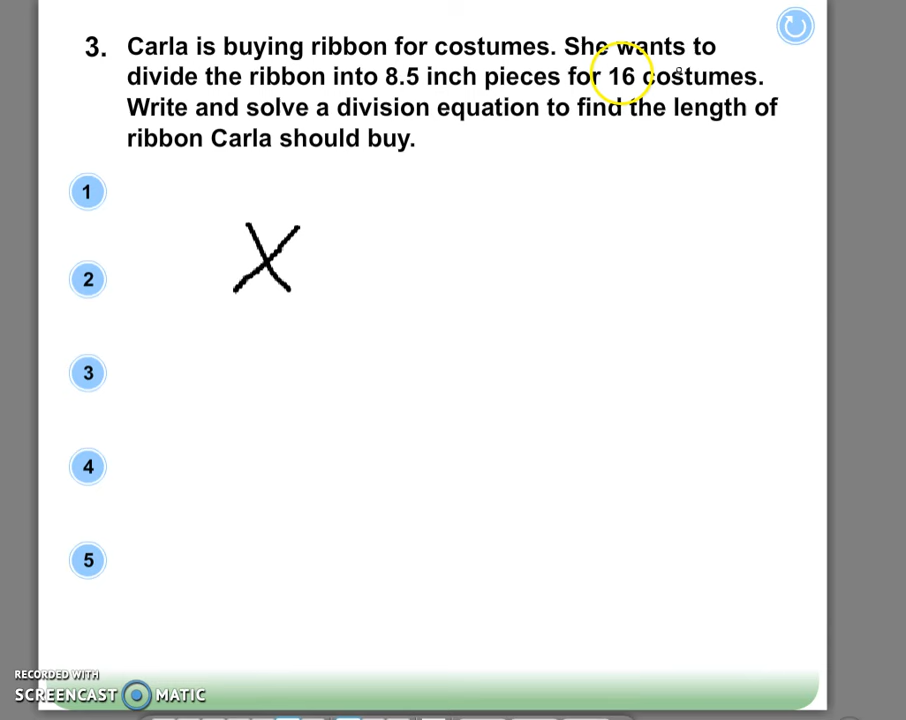 3. Carla is buying ribbon for costumes. She wants to
divide the ribbon into 8.5 inch pieces for 16 costumes.
Write and solve a division equation to find the length of
ribbon Carla should buy.
1
X
2
3
4
5
RECORDED WITH
SCREENCAST MATIC